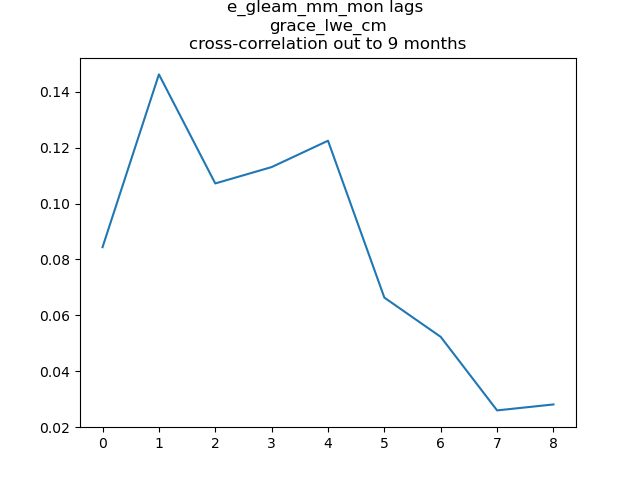 e_gleam_mm_mon lags
grace_lwe_cm
cross-correlation out to 9 months
0.14
0.12
0.10
0.08
0.06
0.04
0.02
0 1 2 3 4 5 6 7 8